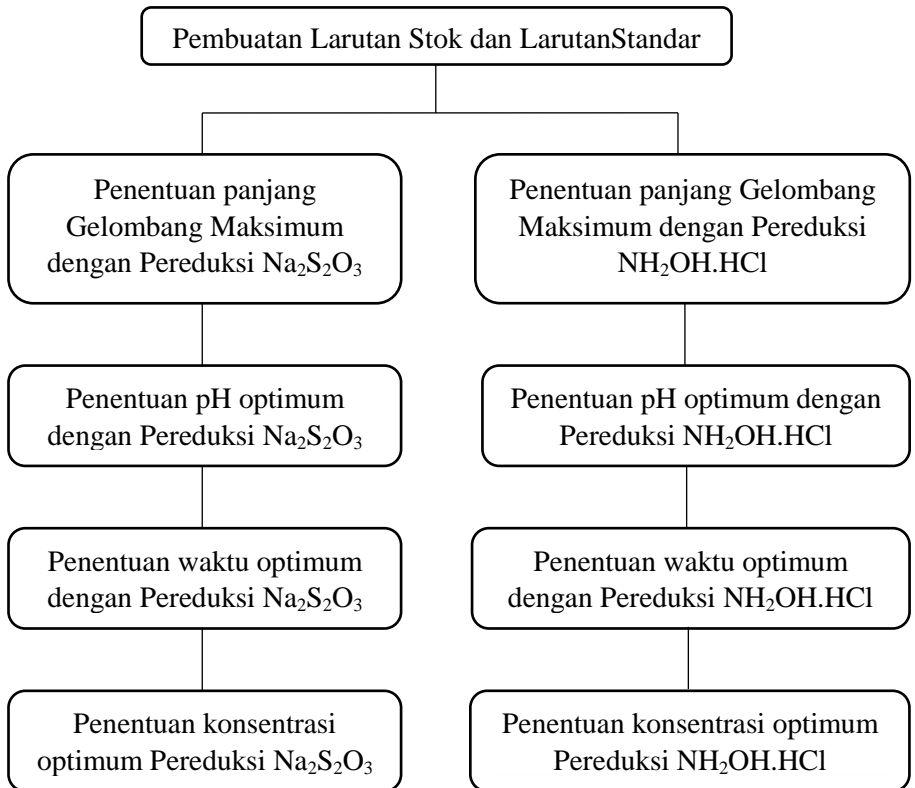 Pembuatan Larutan Stok dan LarutanStandar
Penentuan panjang
Gelombang Maksimum
dengan Pereduksi Na₂S₂O₃
Penentuan panjang Gelombang
Maksimum dengan Pereduksi
NH₂OH.HCl
Penentuan pH optimum
dengan Pereduksi Na₂S₂O₃
Penentuan pH optimum dengan
Pereduksi NH₂OH.HCl
Penentuan waktu optimum
dengan Pereduksi Na₂S₂O₃
Penentuan waktu optimum
dengan Pereduksi NH₂OH.HCl
Penentuan konsentrasi
optimum Pereduksi Na₂S₂O₃
Penentuan konsentrasi optimum
Pereduksi NH₂OH.HCl